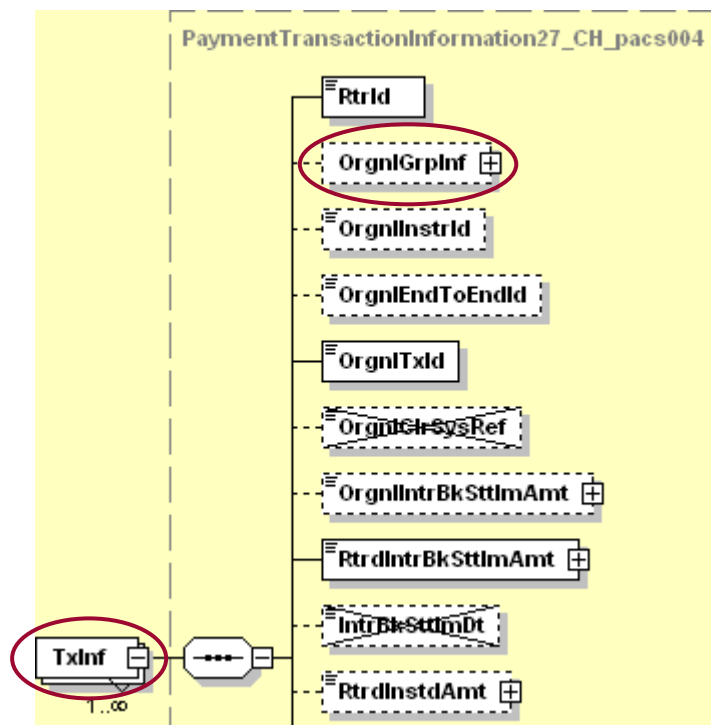 PaymentTransactionInformation27_CH_pacs004
RtrId
OrgnlGrpInf
OrgnlInstrId
OrgnlEndToEndId
OrgnlTxId
OrgnlClrSysRef
OrgnlIntrBkSttlmAmt
RtrdIntrBkSttlmAmt
IntrBkSttlmDt
TxInf
1..∞
RtrdInstdAmt